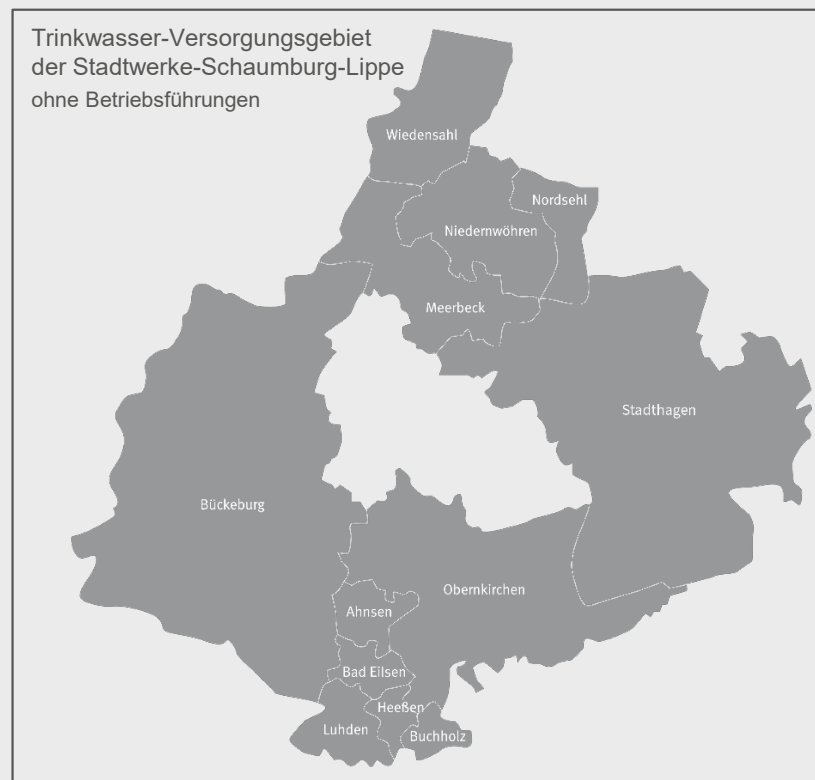 Trinkwasser-Versorgungsgebiet
der Stadtwerke-Schaumburg-Lippe
ohne Betriebsführungen
Wiedensahl
Nordsehl
Niedernwöhren
Meerbeck
Stadthagen
Bückeburg
Obernkirchen
Ahnsen
Bad Eilsen
Heeßen
Luhden
Buchholz